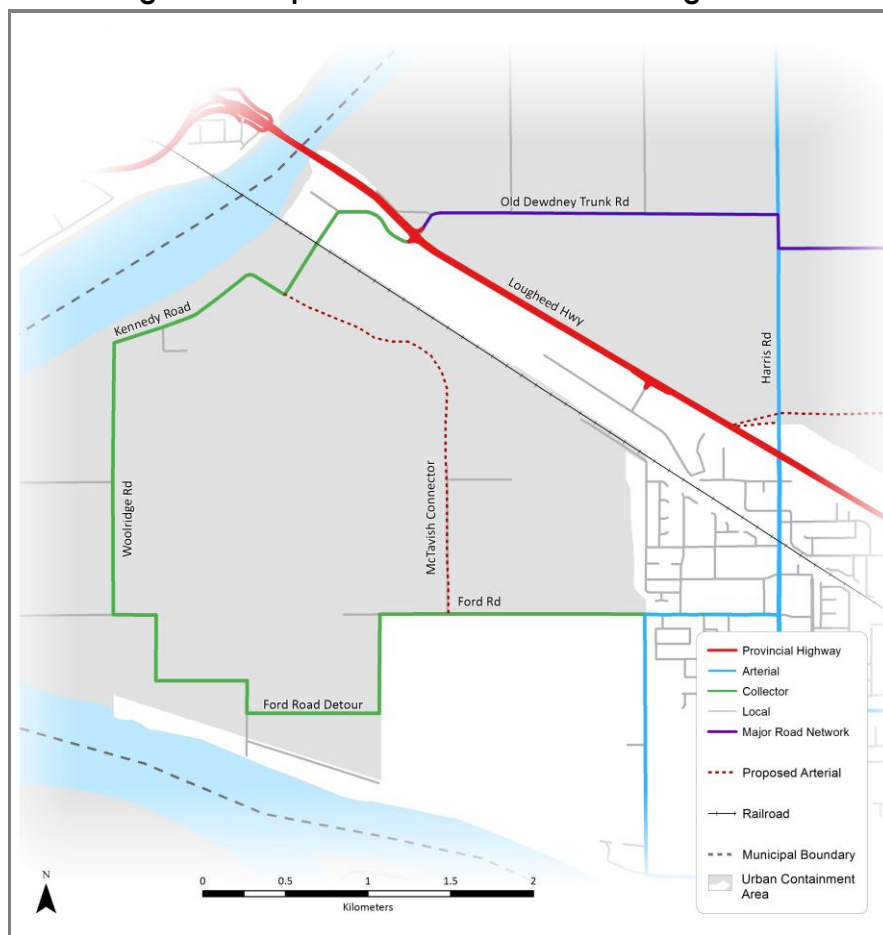 Old Dewdney Trunk Rd
Lougheed Hwy
Kennedy Road
Harris Rd
Woolridge Rd
McTavish Connector
Ford Rd
Ford Road Detour
Provincial Highway
Arterial
Collector
Local
Major Road Network
Proposed Arterial
Railroad
Municipal Boundary
Urban Containment
Area
N
0 0.5 1 1.5 2
Kilometers